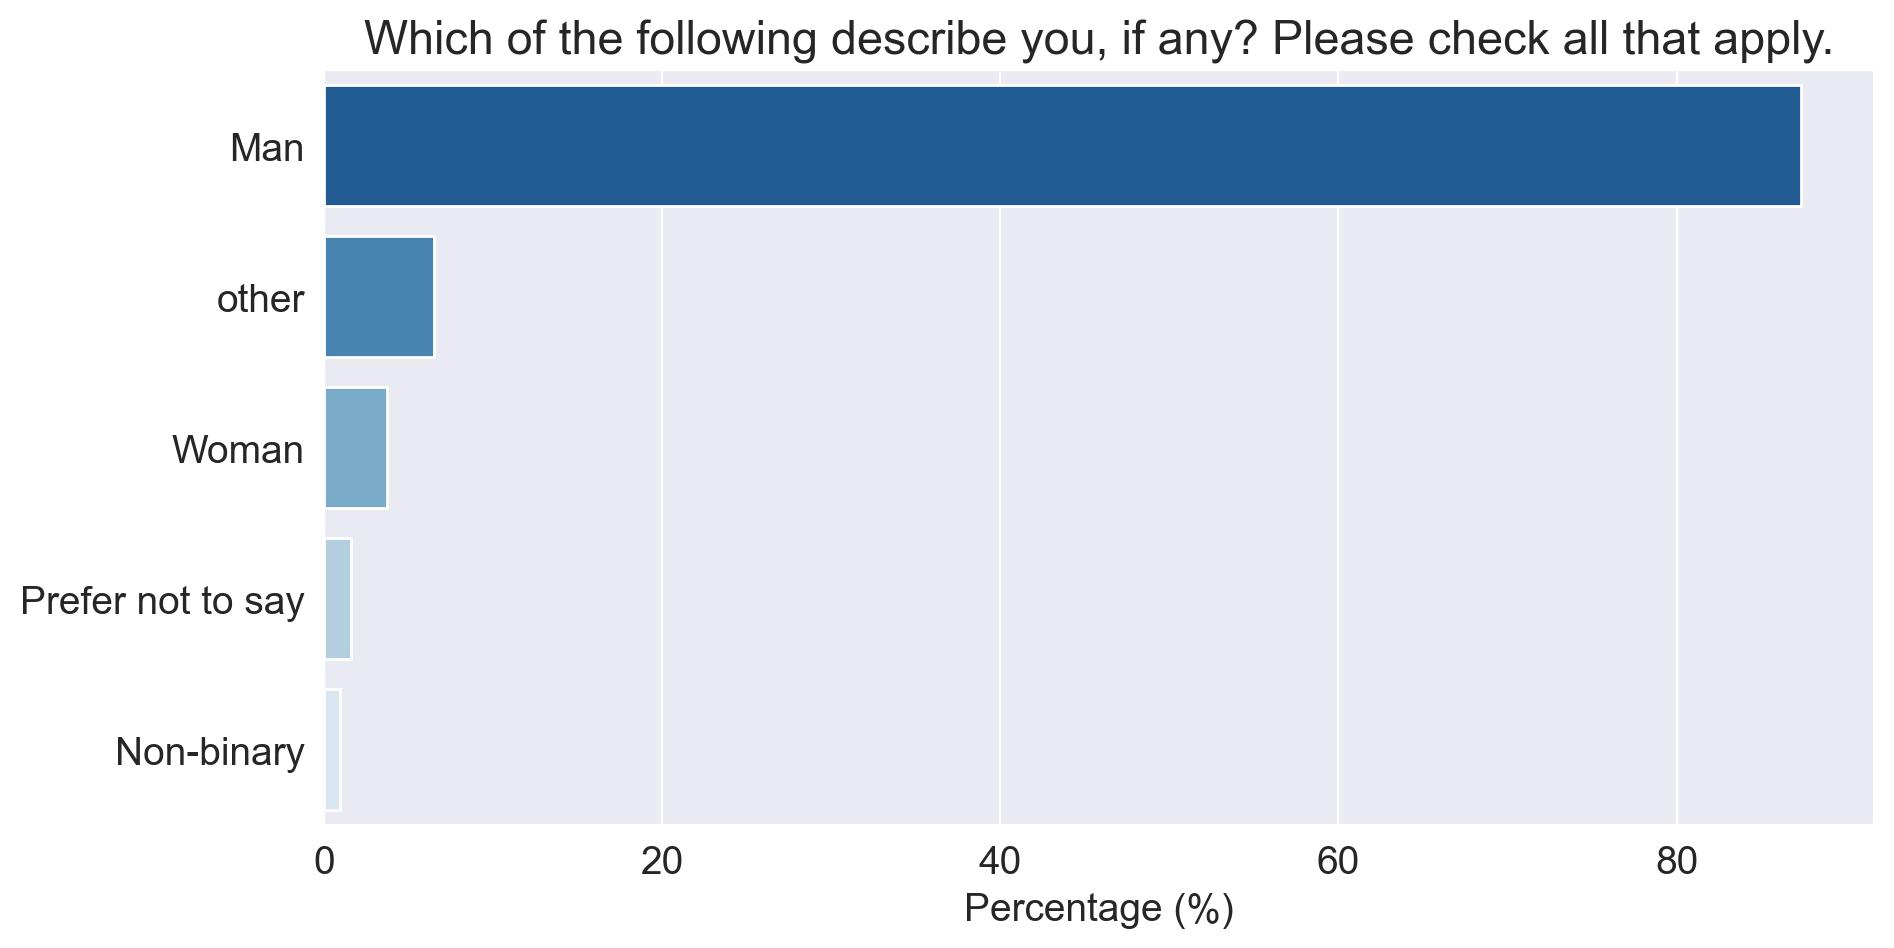 Which of the following describe you, if any? Please check all that apply.
Man
other
Woman
Prefer not to say
Non-binary
0 20 40 60 80
Percentage (%)